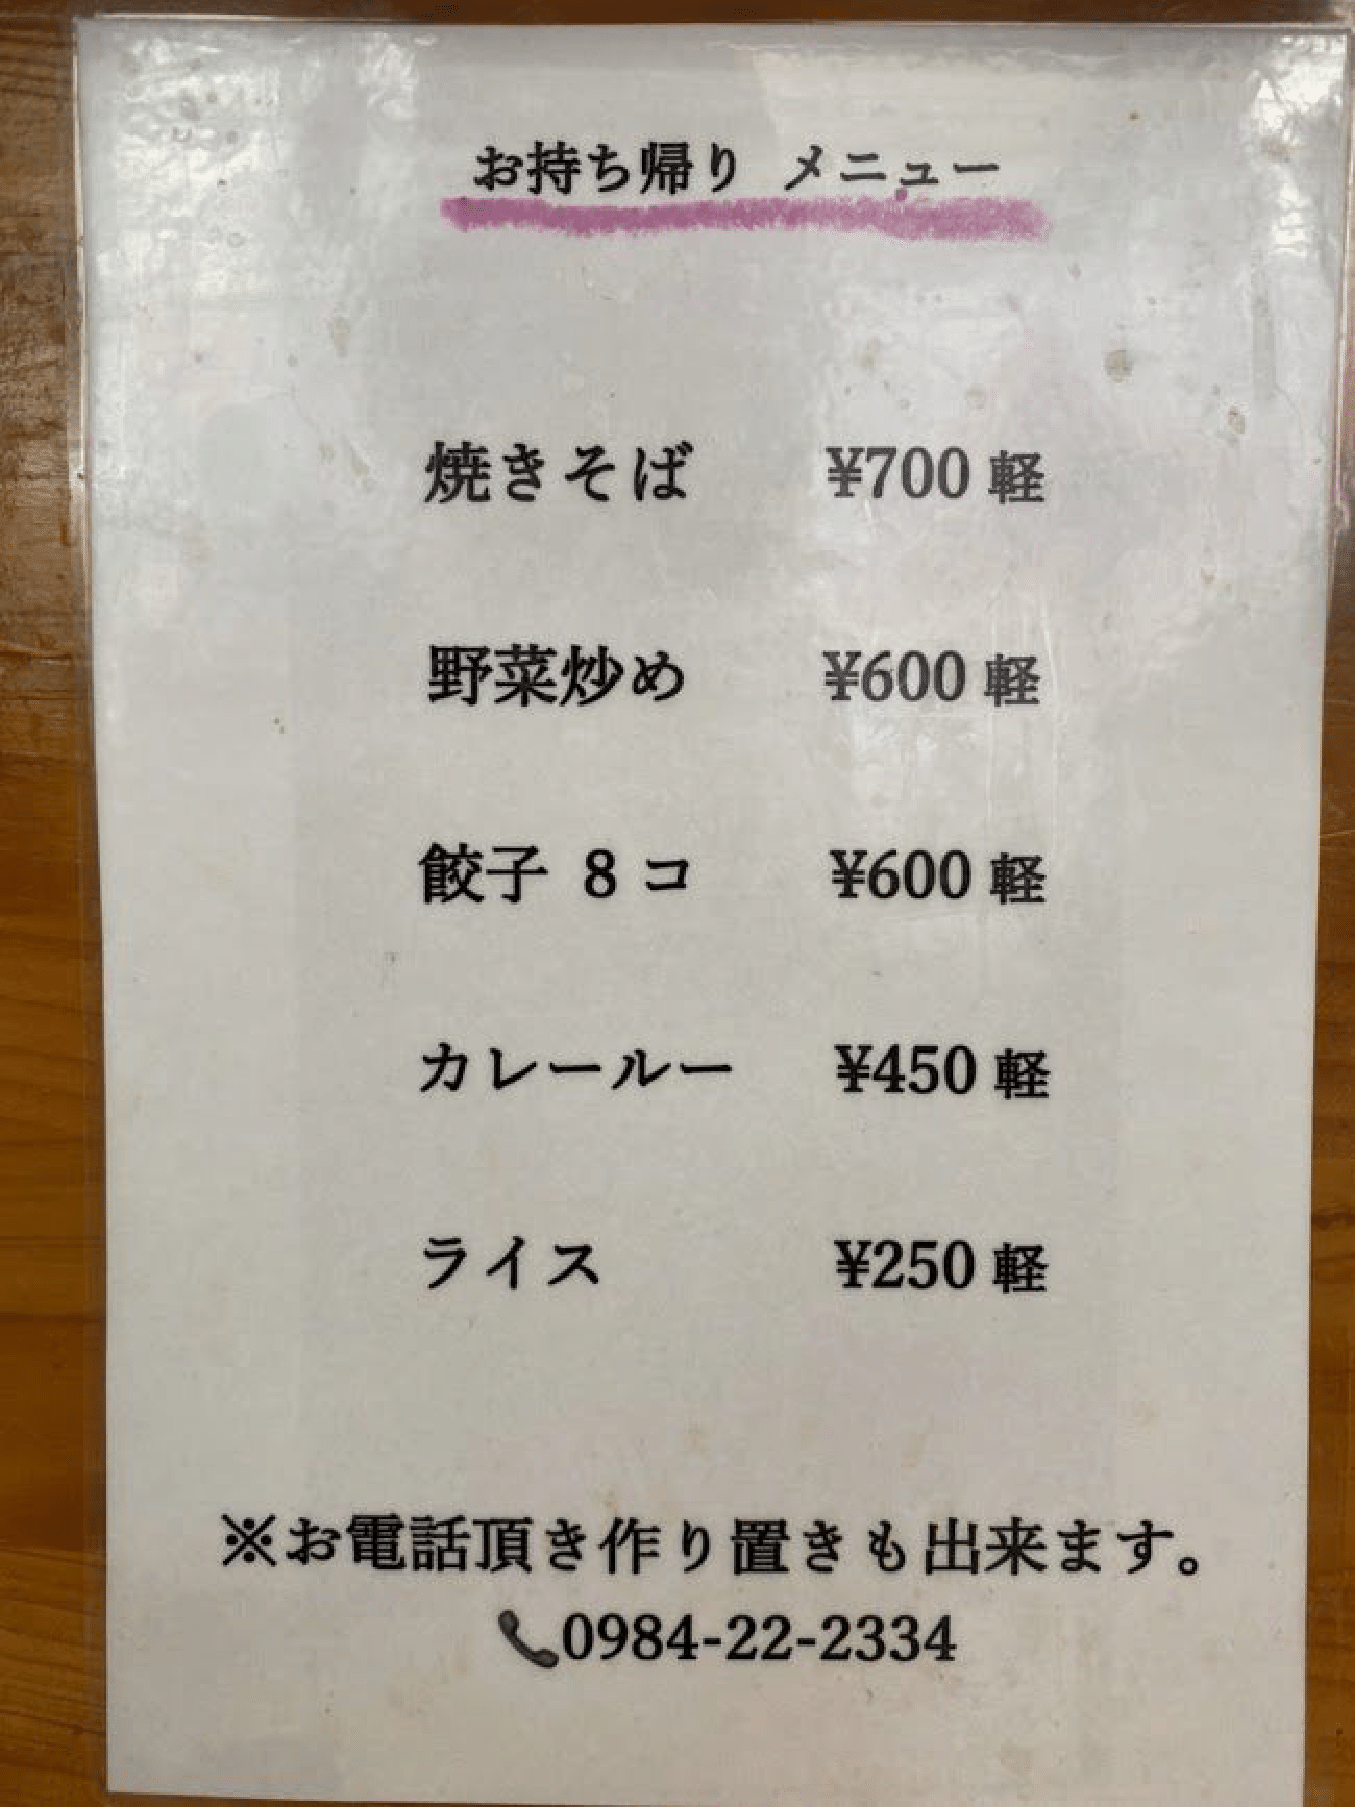 お持ち帰り メニュー
焼きそば ¥700 軽
野菜炒め ¥600 軽
餃子 8 コ ¥600 軽
カレールー ¥450 軽
ライス ¥250 軽
※お電話頂き作り置きも出来ます。
📞0984-22-2334